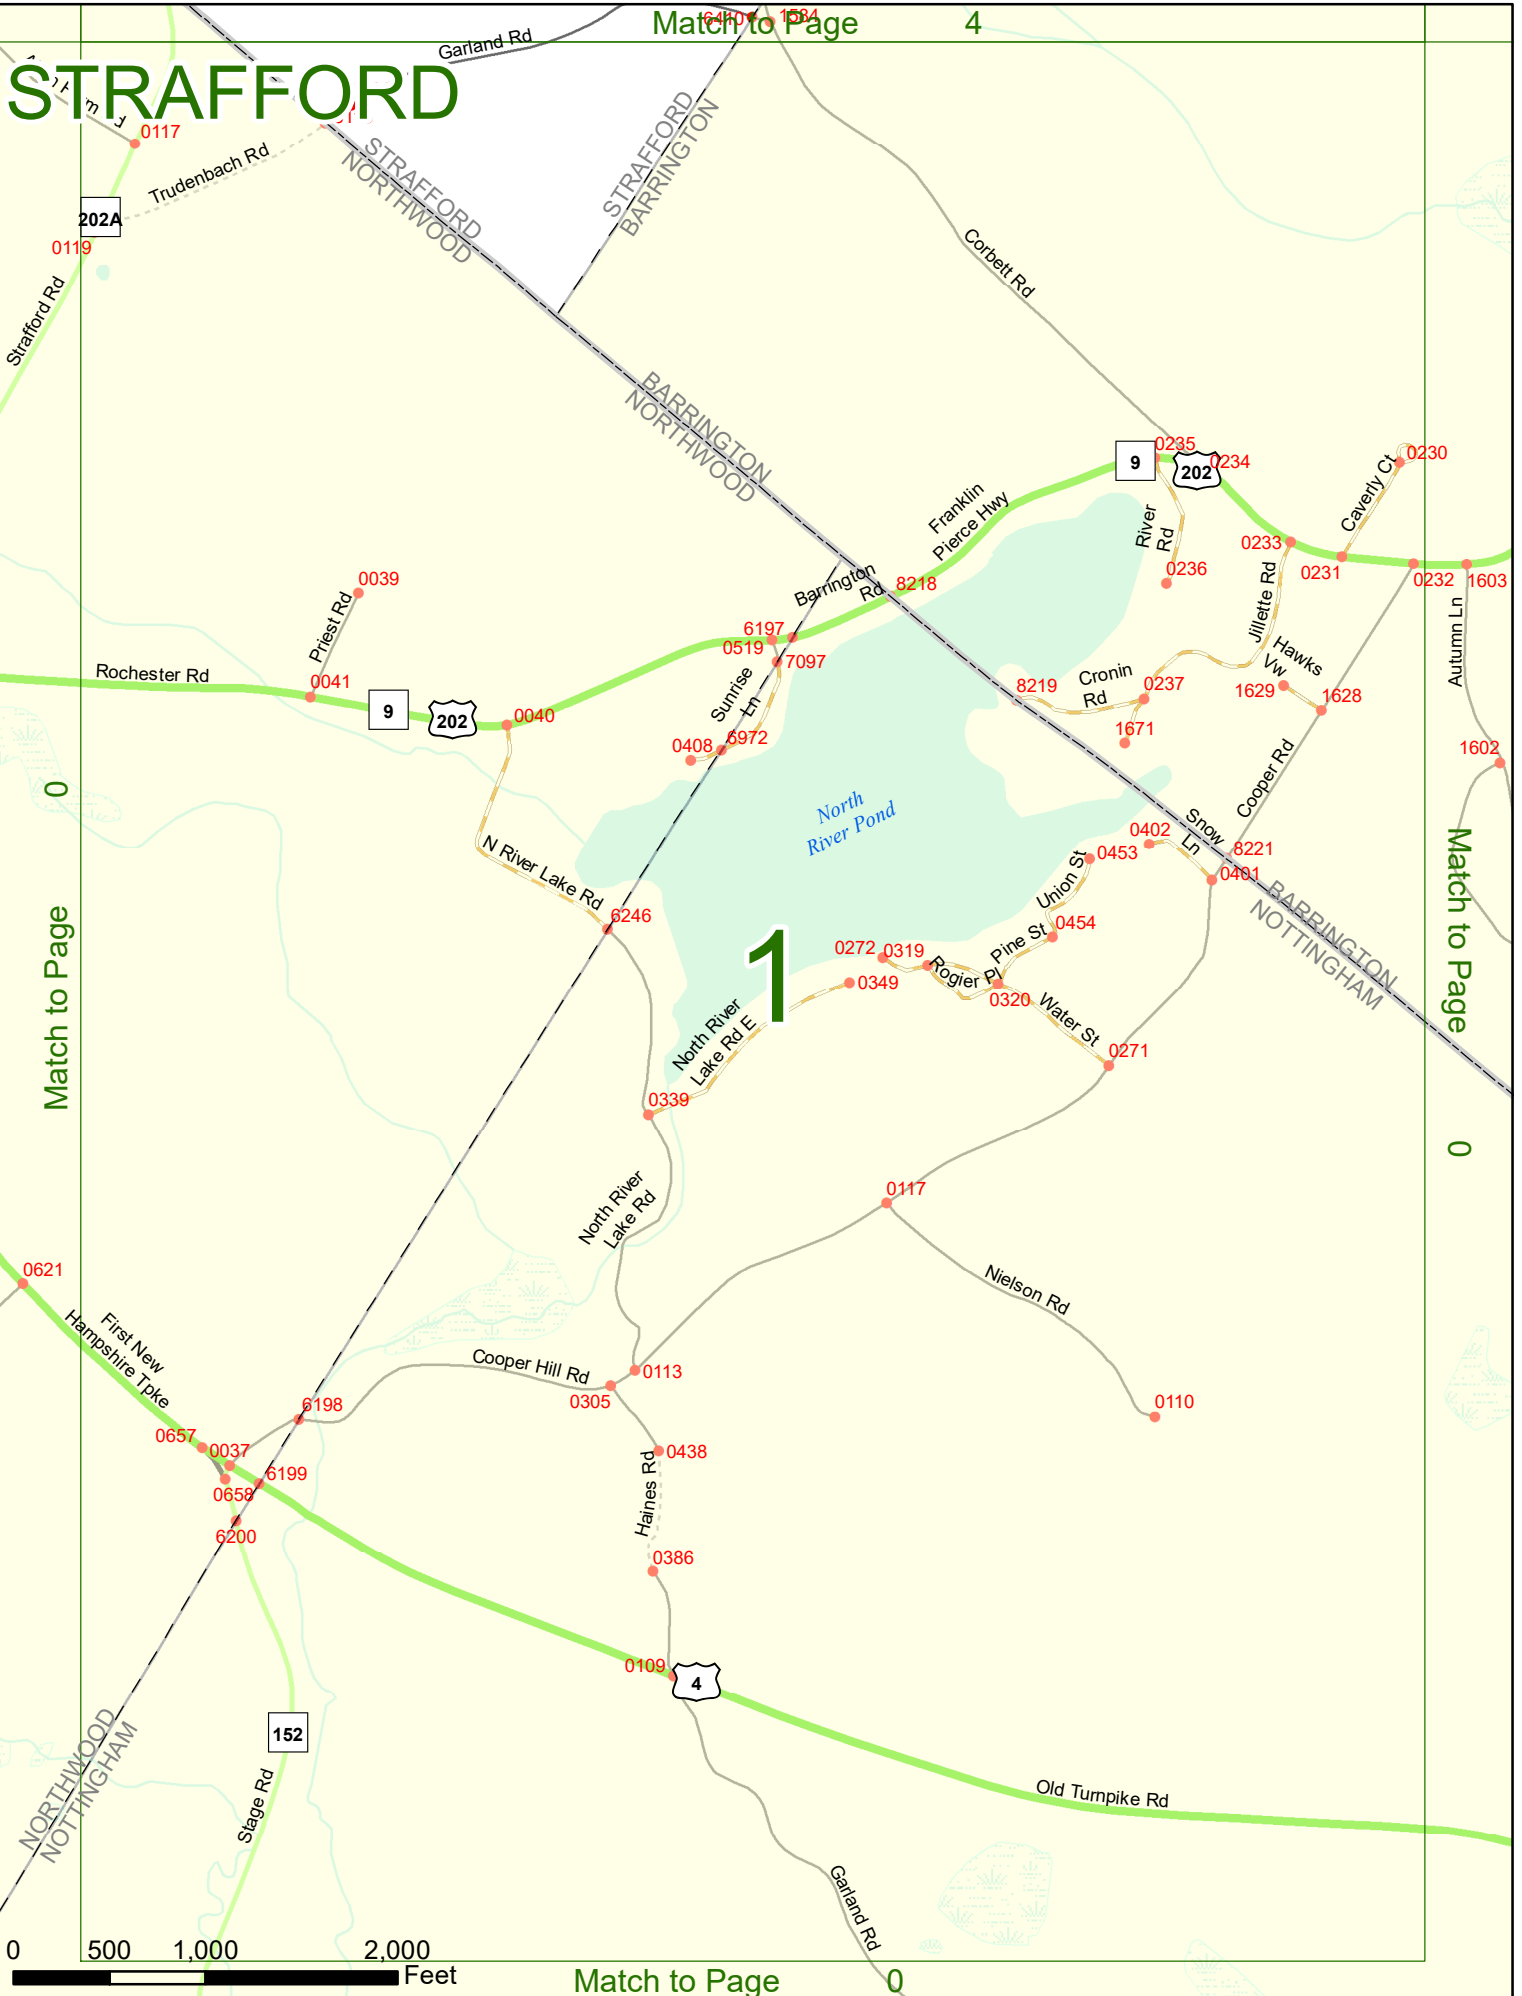 6410
1584
Match to Page 4
Garland Rd
STRAFFORD
0117
Trudenbach Rd
STRAFFORD
NORTHWOOD
STRAFFORD
BARRINGTON
202A
0119
Strafford Rd
Corbett Rd
BARRINGTON
NORTHWOOD
0235
9
202
0234
0230
Caverly Ct
Franklin
Pierce Hwy
River
Rd
0233
0231
0232
1603
0236
0039
Priest Rd
Barrington
Rd
8218
Jillette Rd
Autumn Ln
6197
0519
7097
Rochester Rd
0041
9
202
0040
Sunrise
Ln
Cronin
Rd
8219
0237
Hawks
Vw
1629
1628
1671
0408
6972
1602
Cooper Rd
Match to Page 0
North
River Pond
Snow
Ln
0402
8221
0401
Union St
0453
N River Lake Rd
6246
1
0454
Pine St
0272
0319
0349
Rogier Pl
0320
Water St
BARRINGTON
NOTTINGHAM
Match to Page 0
North River
Lake Rd E
0271
0339
0117
North River
Lake Rd
0621
First New
Hampshire Tpke
Nielson Rd
Cooper Hill Rd
0113
0305
6198
0110
0657
0037
6199
0658
6200
0438
Haines Rd
0386
0109
4
NORTHWOOD
NOTTINGHAM
152
Stage Rd
Old Turnpike Rd
Garland Rd
0 500 1,000 2,000
Feet
Match to Page 0